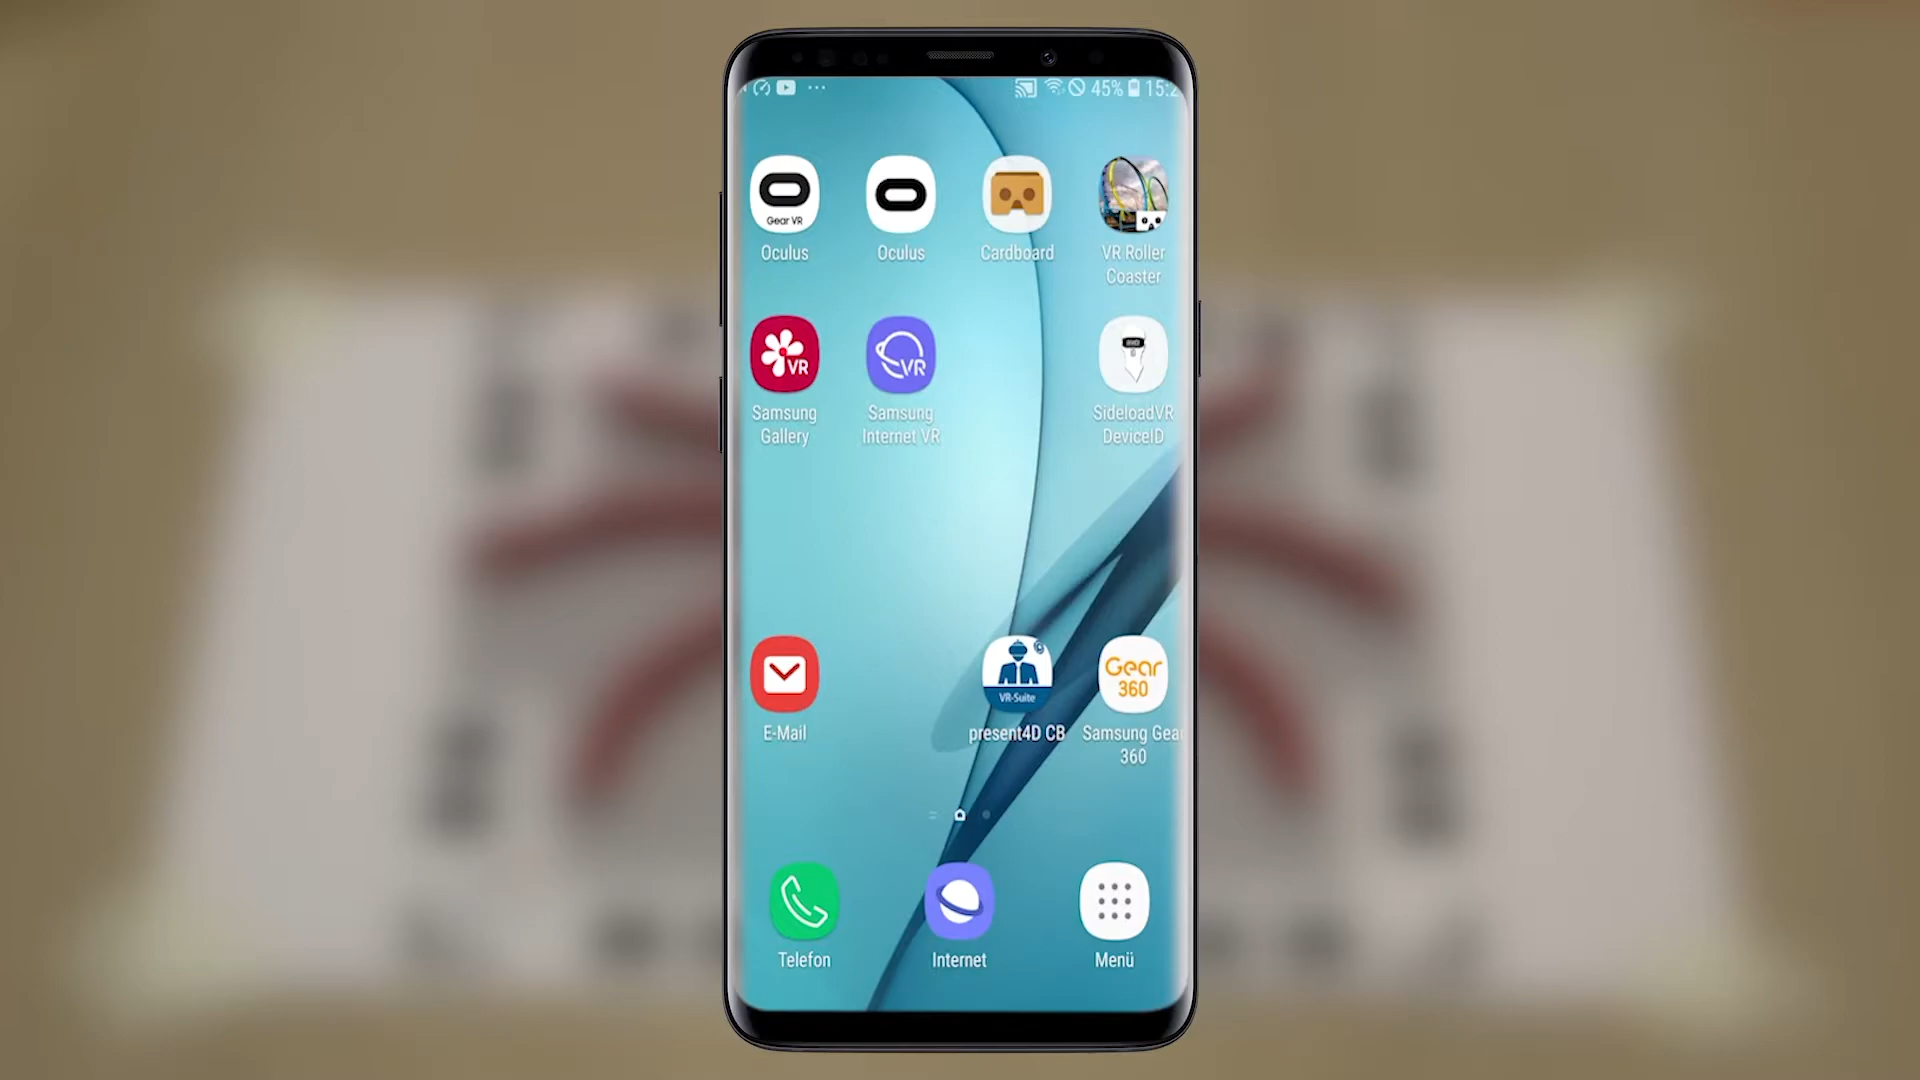 45% 15:2
Gear VR
Oculus
Oculus
Cardboard
VR Roller
Coaster
VR
Samsung
Gallery
VR
Samsung
Internet VR
SideloadVR
DeviceID
E-Mail
VR-Suite
present4D CB
Gear
360
Samsung Gear
360
Telefon
Internet
Menü